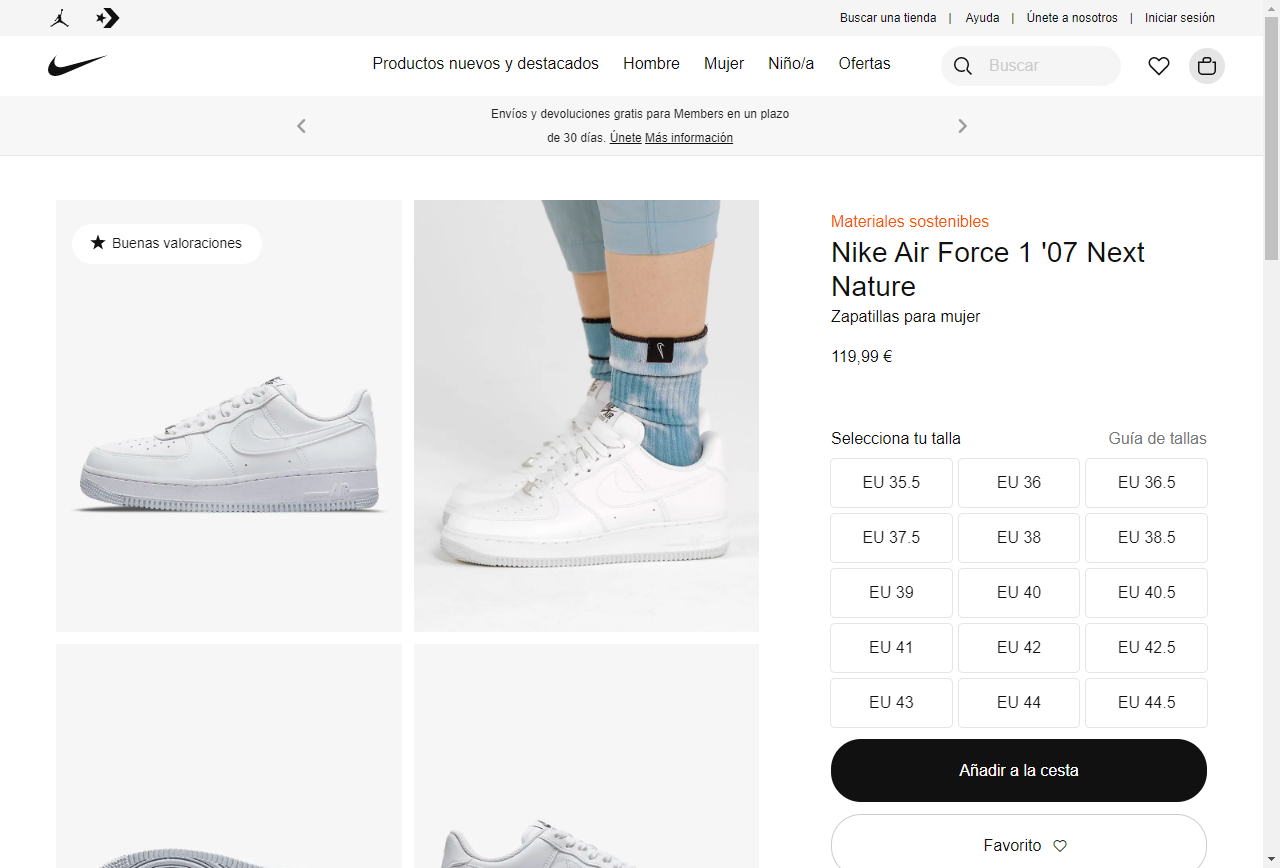 Buscar una tienda | Ayuda | Únete a nosotros | Iniciar sesión
Productos nuevos y destacados Hombre Mujer Niño/a Ofertas Buscar
Envíos y devoluciones gratis para Members en un plazo
de 30 días. Únete Más información
Buenas valoraciones
Materiales sostenibles
Nike Air Force 1 '07 Next
Nature
Zapatillas para mujer
119,99 €
Selecciona tu talla Guía de tallas
EU 35.5 EU 36 EU 36.5
EU 37.5 EU 38 EU 38.5
EU 39 EU 40 EU 40.5
EU 41 EU 42 EU 42.5
EU 43 EU 44 EU 44.5
Añadir a la cesta
Favorito